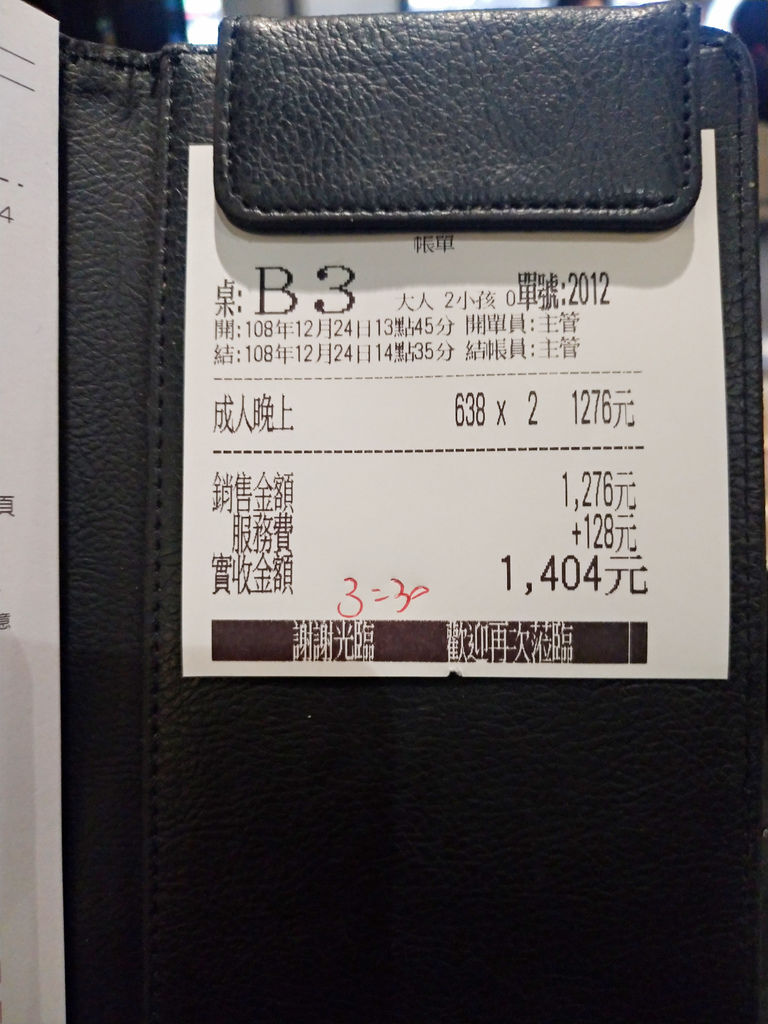 帳單
桌: B3 大人 2小孩 0單號:2012
開:108年12月24日13點45分 開單員:主管
結:108年12月24日14點35分 結帳員:主管
成人晚上 638 x 2 1276元
銷售金額 1,276元
服務費 +128元
實收金額 1,404元
3=30
謝謝光臨 歡迎再次蒞臨
4
項
意